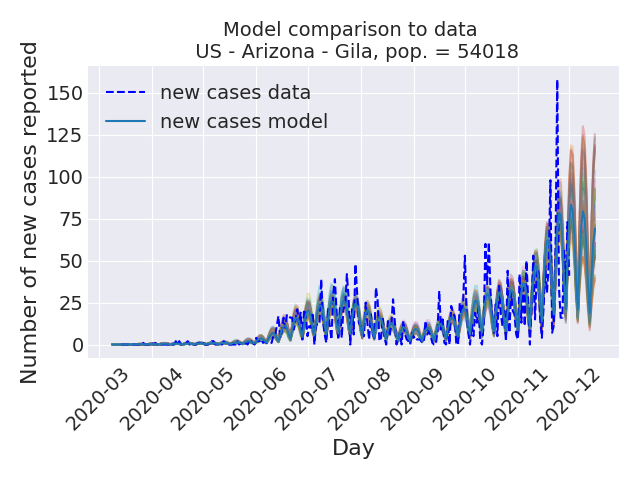 Model comparison to data
US - Arizona - Gila, pop. = 54018
Number of new cases reported
150
125
100
75
50
25
0
new cases data
new cases model
2020-03
2020-04
2020-05
2020-06
2020-07
2020-08
2020-09
2020-10
2020-11
2020-12
Day